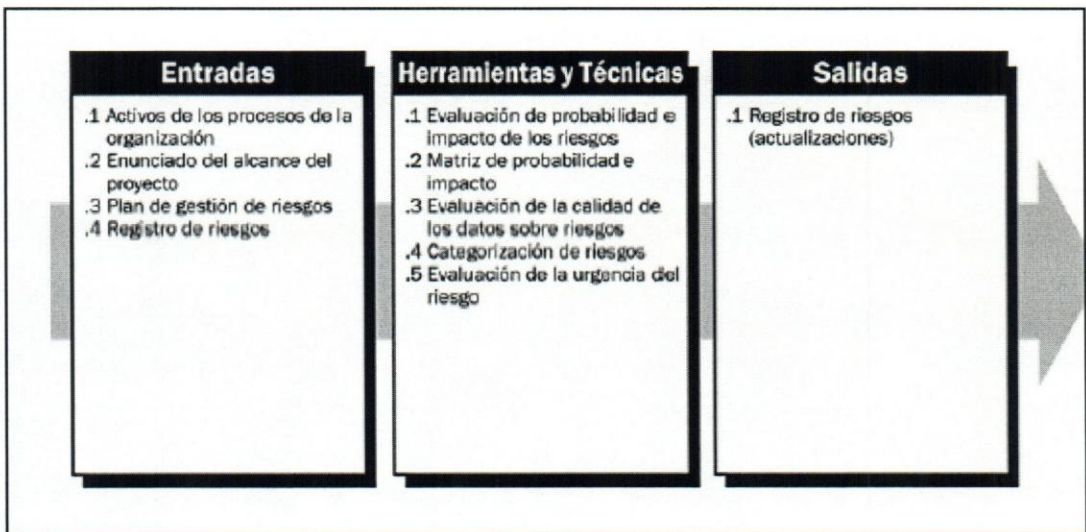 Entradas
.1 Activos de los procesos de la
organización
.2 Enunciado del alcance del
proyecto
.3 Plan de gestión de riesgos
.4 Registro de riesgos
Herramientas y Técnicas
.1 Evaluación de probabilidad e
impacto de los riesgos
.2 Matriz de probabilidad e
impacto
.3 Evaluación de la calidad de
los datos sobre riesgos
.4 Categorización de riesgos
.5 Evaluación de la urgencia del
riesgo
Salidas
.1 Registro de riesgos
(actualizaciones)